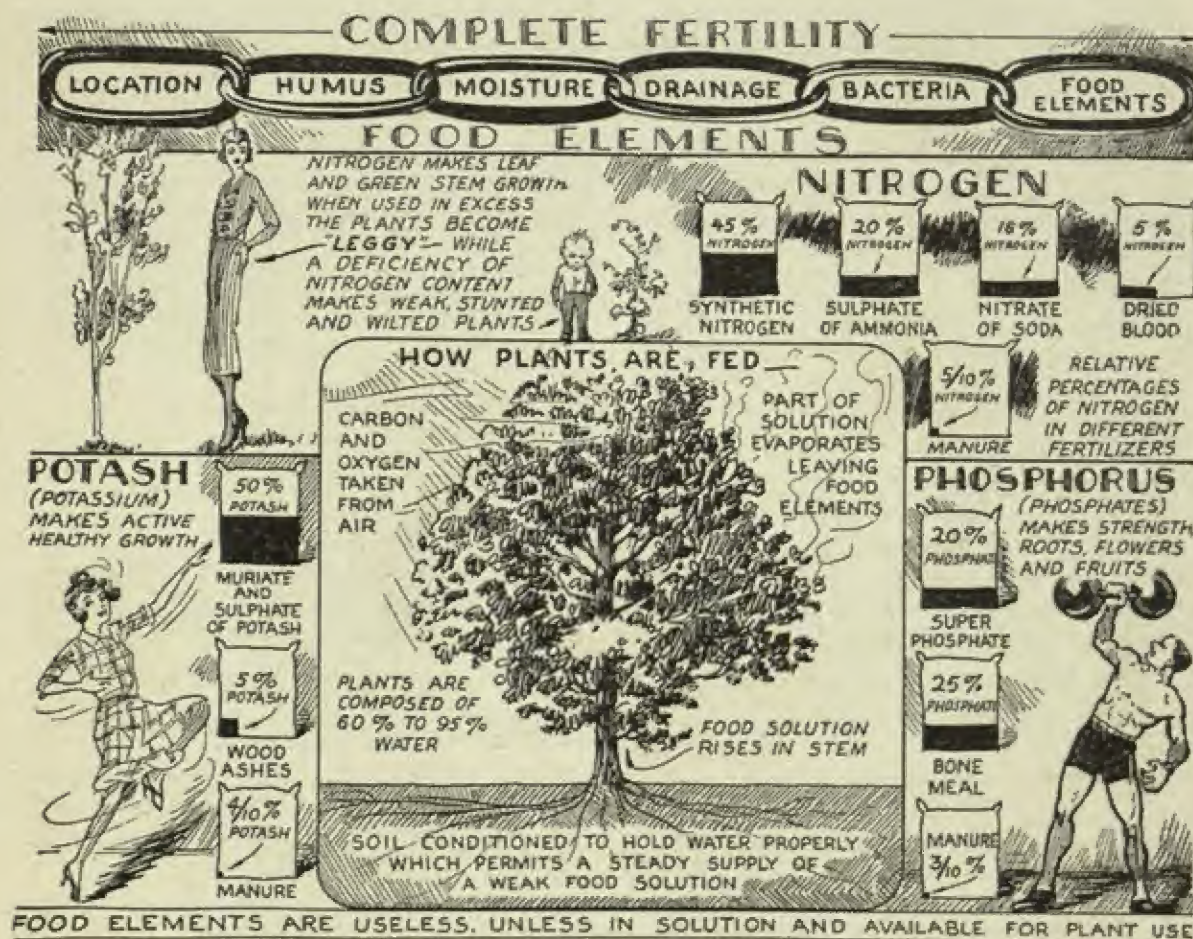 COMPLETE FERTILITY
LOCATION
HUMUS
MOISTURE
DRAINAGE
BACTERIA
FOOD
ELEMENTS
FOOD ELEMENTS
NITROGEN MAKES LEAF
AND GREEN STEM GROWTH
WHEN USED IN EXCESS
THE PLANTS BECOME
"LEGGY" - WHILE
A DEFICIENCY OF
NITROGEN CONTENT
MAKES WEAK, STUNTED
AND WILTED PLANTS
NITROGEN
45%
NITROGEN
SYNTHETIC
NITROGEN
20%
NITROGEN
SULPHATE
OF AMMONIA
NITROGEN
NITRATE
OF SODA
5%
NITROGEN
DRIED
BLOOD
5/10%
NITROGEN
MANURE
RELATIVE
PERCENTAGES
OF NITROGEN
IN DIFFERENT
FERTILIZERS
HOW PLANTS ARE FED
CARBON
AND
OXYGEN
TAKEN
FROM
AIR
PART OF
SOLUTION
EVAPORATES
LEAVING
FOOD
ELEMENTS
PLANTS ARE
COMPOSED OF
60% TO 95%
WATER
FOOD SOLUTION
RISES IN STEM
SOIL CONDITIONED TO HOLD WATER PROPERLY
WHICH PERMITS A STEADY SUPPLY OF
A WEAK FOOD SOLUTION
POTASH
(POTASSIUM)
MAKES ACTIVE
HEALTHY GROWTH
50%
POTASH
MURIATE
AND
SULPHATE
OF POTASH
5%
POTASH
WOOD
ASHES
4/10%
POTASH
MANURE
PHOSPHORUS
(PHOSPHATES)
MAKES STRENGTH
ROOTS, FLOWERS
AND FRUITS
20%
PHOSPHATE
SUPER
PHOSPHATE
25%
PHOSPHATE
BONE
MEAL
MANURE
3/10%
FOOD ELEMENTS ARE USELESS, UNLESS IN SOLUTION AND AVAILABLE FOR PLANT USE